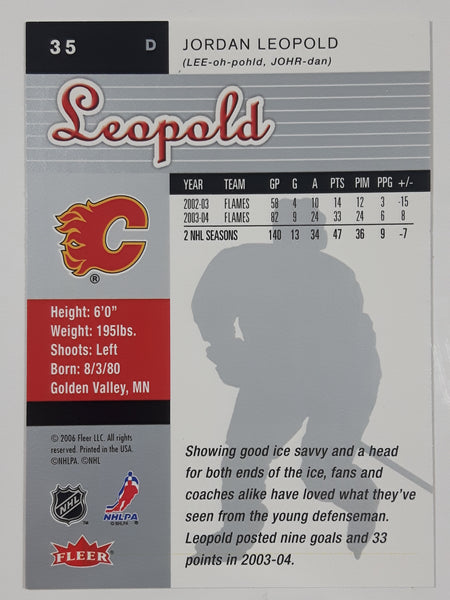 35 D JORDAN LEOPOLD
(LEE-oh-pohld, JOHR-dan)
Leopold
YEAR TEAM GP G A PTS PIM PPG +/-
2002-03 FLAMES 58 4 10 14 12 3 -15
2003-04 FLAMES 82 9 24 33 24 6 8
2 NHL SEASONS 140 13 34 47 36 9 -7
C
®
Height: 6'0"
Weight: 195lbs.
Shoots: Left
Born: 8/3/80
Golden Valley, MN
© 2006 Fleer LLC. All rights
reserved. Printed in the USA.
©NHLPA. ©NHL
NHL
NHLPA
FLEER
Showing good ice savvy and a head
for both ends of the ice, fans and
coaches alike have loved what they've
seen from the young defenseman.
Leopold posted nine goals and 33
points in 2003-04.